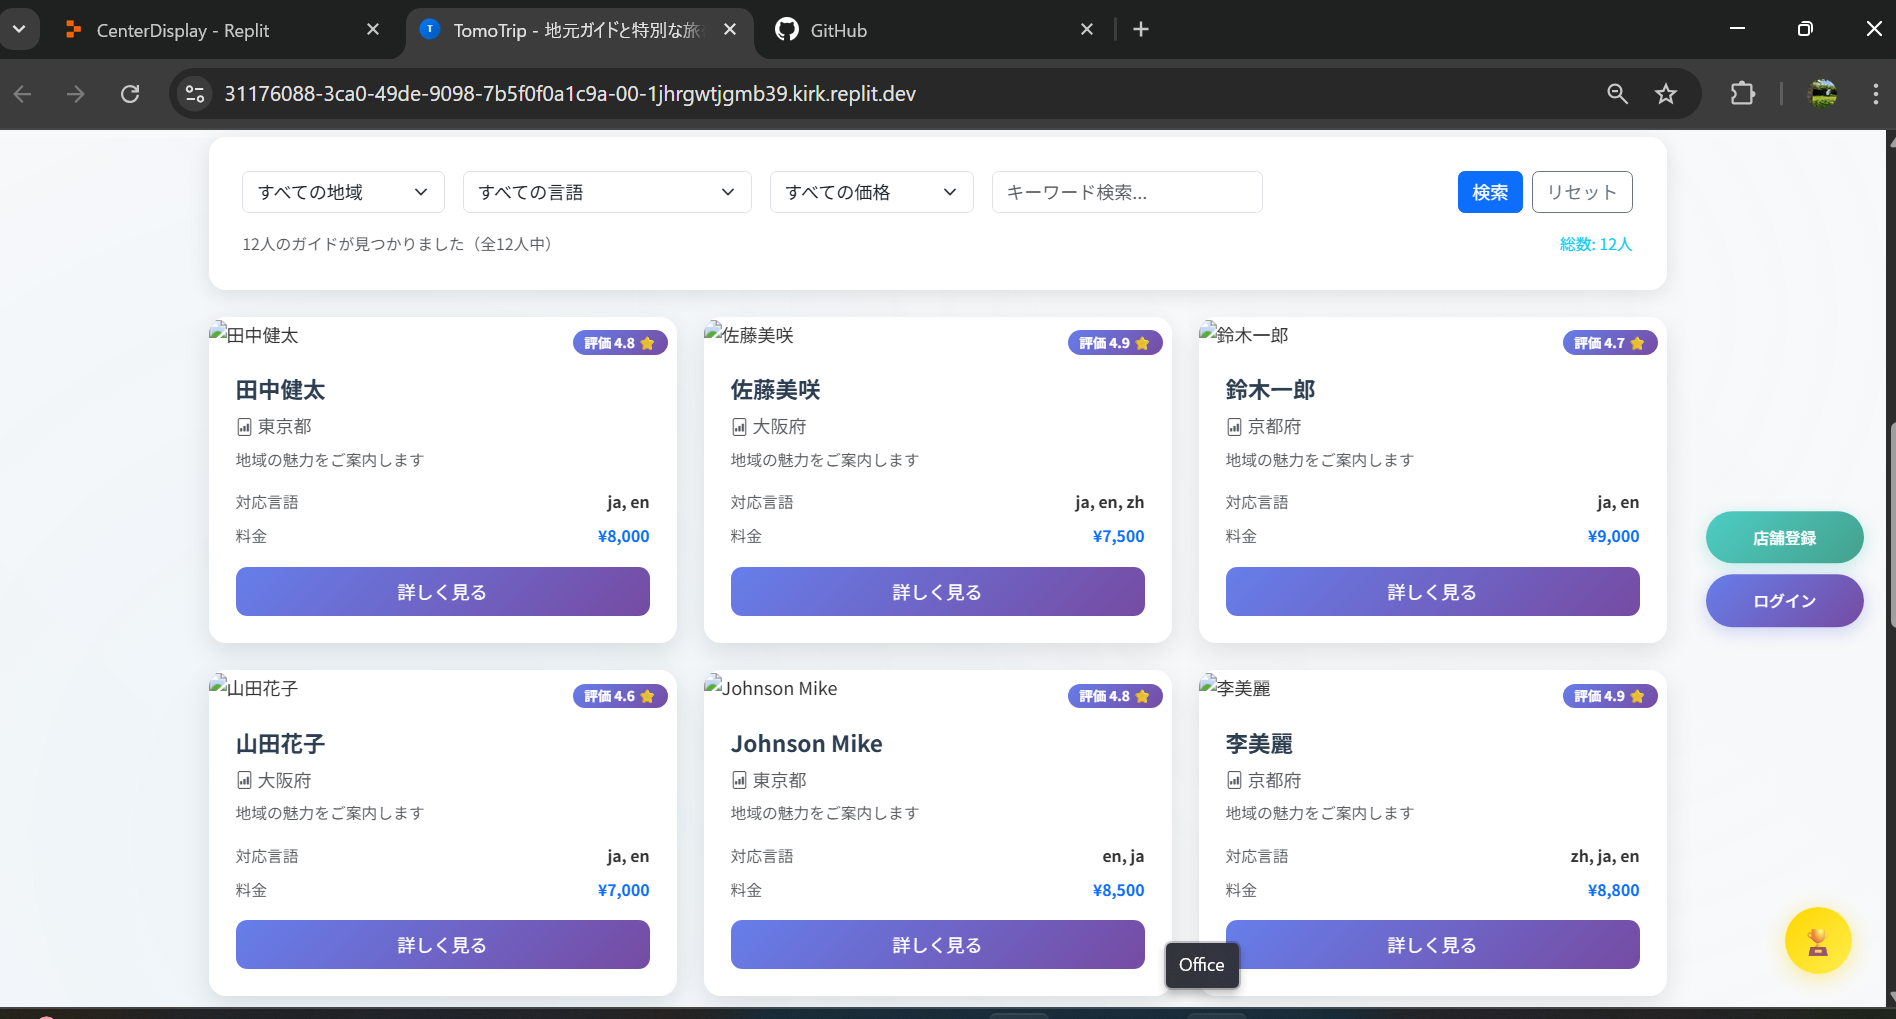 CenterDisplay - Replit
TomoTrip - 地元ガイドと特別な旅
GitHub
31176088-3ca0-49de-9098-7b5f0f0a1c9a-00-1jhrgwtjgmb39.kirk.replit.dev
すべての地域
すべての言語
すべての価格
キーワード検索...
検索
リセット
12人のガイドが見つかりました（全12人中）
総数: 12人
田中健太
評価 4.8 ⭐
田中健太
東京都
地域の魅力をご案内します
対応言語 ja, en
料金 ¥8,000
詳しく見る
佐藤美咲
評価 4.9 ⭐
佐藤美咲
大阪府
地域の魅力をご案内します
対応言語 ja, en, zh
料金 ¥7,500
詳しく見る
鈴木一郎
評価 4.7 ⭐
鈴木一郎
京都府
地域の魅力をご案内します
対応言語 ja, en
料金 ¥9,000
詳しく見る
店舗登録
ログイン
山田花子
評価 4.6 ⭐
山田花子
大阪府
地域の魅力をご案内します
対応言語 ja, en
料金 ¥7,000
詳しく見る
Johnson Mike
評価 4.8 ⭐
Johnson Mike
東京都
地域の魅力をご案内します
対応言語 en, ja
料金 ¥8,500
詳しく見る
李美麗
評価 4.9 ⭐
李美麗
京都府
地域の魅力をご案内します
対応言語 zh, ja, en
料金 ¥8,800
詳しく見る
Office